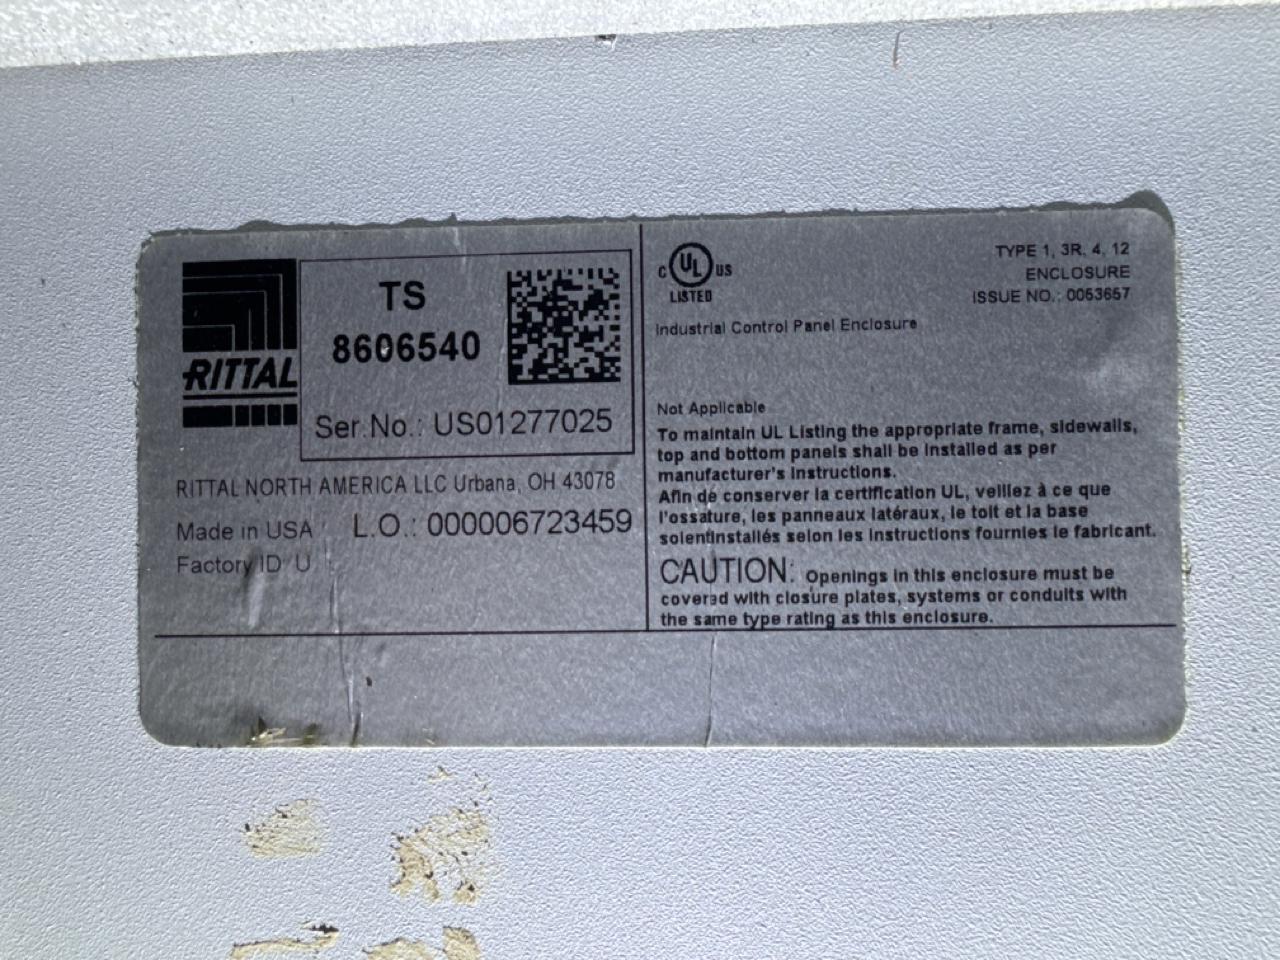 RITTAL
TS
8606540
Ser.No.: US01277025
RITTAL NORTH AMERICA LLC Urbana, OH 43078
Made in USA L.O.: 000006723459
Factory ID U
C UL US
LISTED
TYPE 1, 3R, 4, 12
ENCLOSURE
ISSUE NO.: 0053657
Industrial Control Panel Enclosure
Not Applicable
To maintain UL Listing the appropriate frame, sidewalls,
top and bottom panels shall be installed as per
manufacturer's instructions.
Afin de conserver la certification UL, veillez à ce que
l'ossature, les panneaux latéraux, le toit et la base
solentinstallés selon les instructions fournies le fabricant.
CAUTION: Openings in this enclosure must be
covered with closure plates, systems or conduits with
the same type rating as this enclosure.